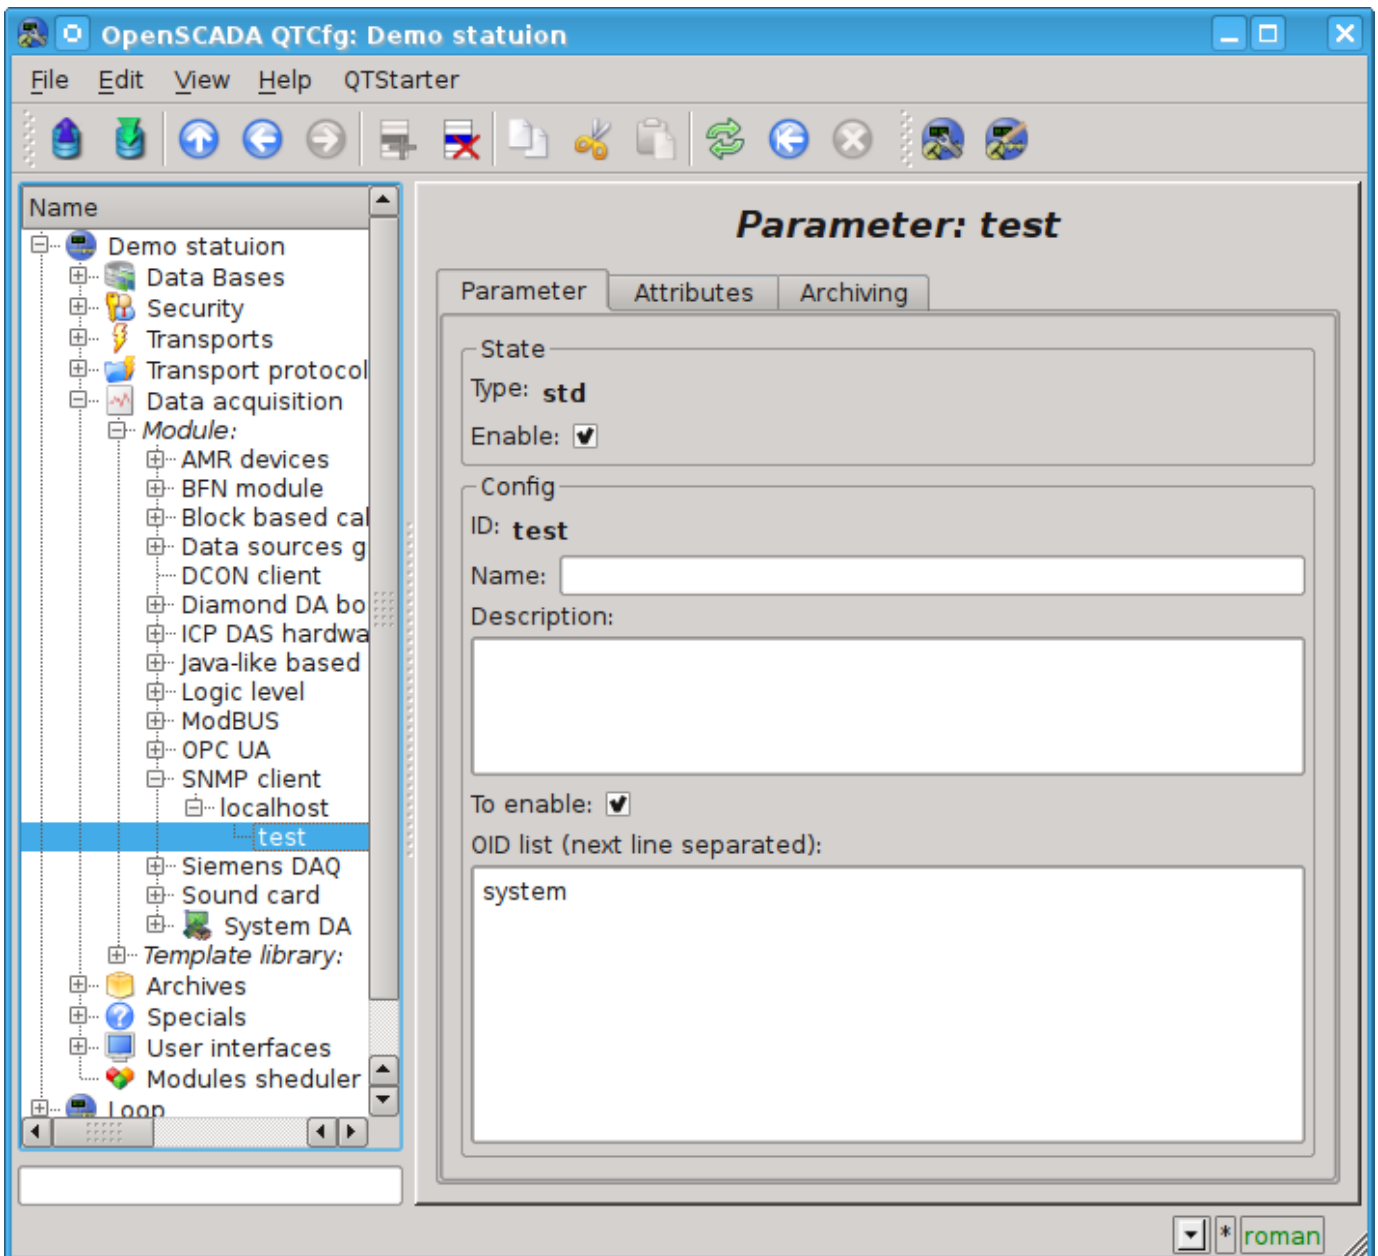 OpenSCADA QTCfg: Demo statuion
File Edit View Help QTStarter
Name
Demo statuion
Data Bases
Security
Transports
Transport protocol
Data acquisition
Module:
AMR devices
BFN module
Block based cal
Data sources g
DCON client
Diamond DA bo
ICP DAS hardwa
Java-like based
Logic level
ModBUS
OPC UA
SNMP client
localhost
test
Siemens DAQ
Sound card
System DA
Template library:
Archives
Specials
User interfaces
Modules sheduler
Loop
Parameter: test
Parameter Attributes Archiving
State
Type: std
Enable:
Config
ID: test
Name:
Description:
To enable:
OID list (next line separated):
system
* roman